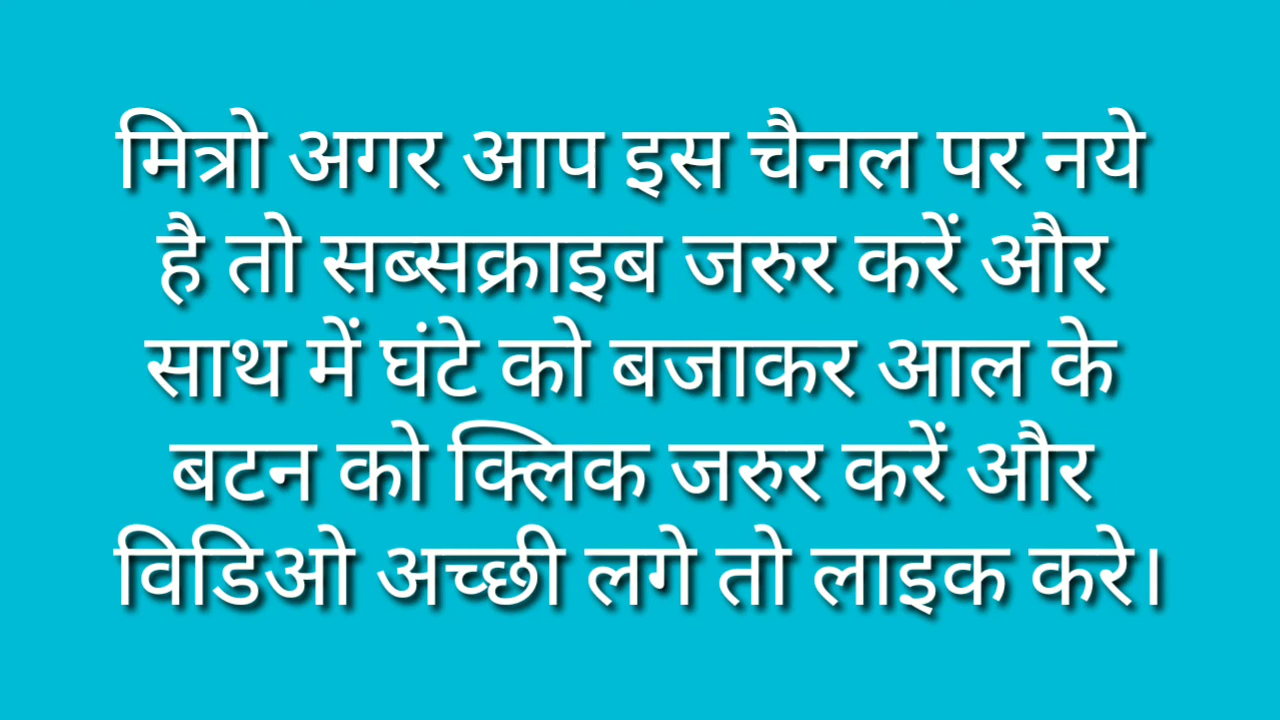 मित्रो अगर आप इस चैनल पर नये
है तो सब्सक्राइब जरुर करें और
साथ में घंटे को बजाकर आल के
बटन को क्लिक जरुर करें और
विडिओ अच्छी लगे तो लाइक करे।